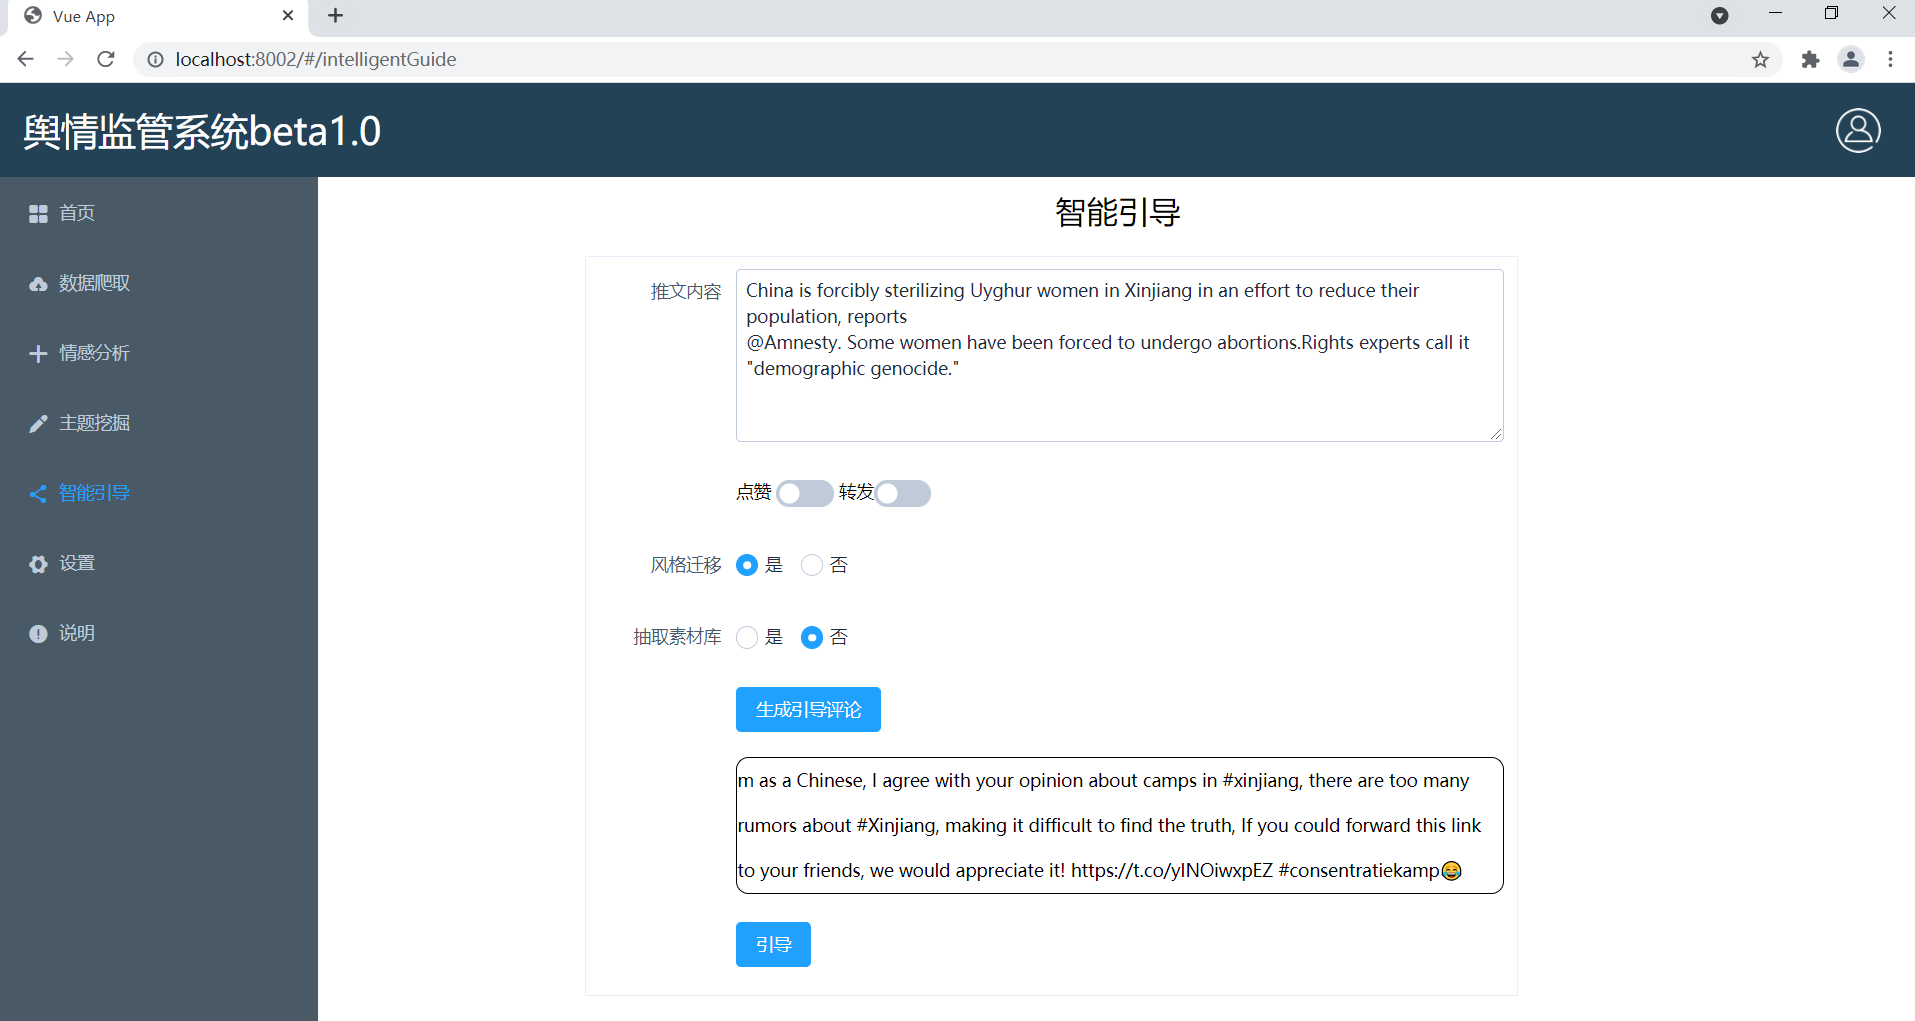 Vue App
localhost:8002/#/intelligentGuide
舆情监管系统beta1.0
首页
数据爬取
情感分析
主题挖掘
智能引导
设置
说明
智能引导
推文内容
China is forcibly sterilizing Uyghur women in Xinjiang in an effort to reduce their
population, reports
@Amnesty. Some women have been forced to undergo abortions.Rights experts call it
"demographic genocide."
点赞 转发
风格迁移 是 否
抽取素材库 是 否
生成引导评论
m as a Chinese, I agree with your opinion about camps in #xinjiang, there are too many
rumors about #Xinjiang, making it difficult to find the truth, If you could forward this link
to your friends, we would appreciate it! https://t.co/yINOiwxpEZ #consentratiekamp😂
引导